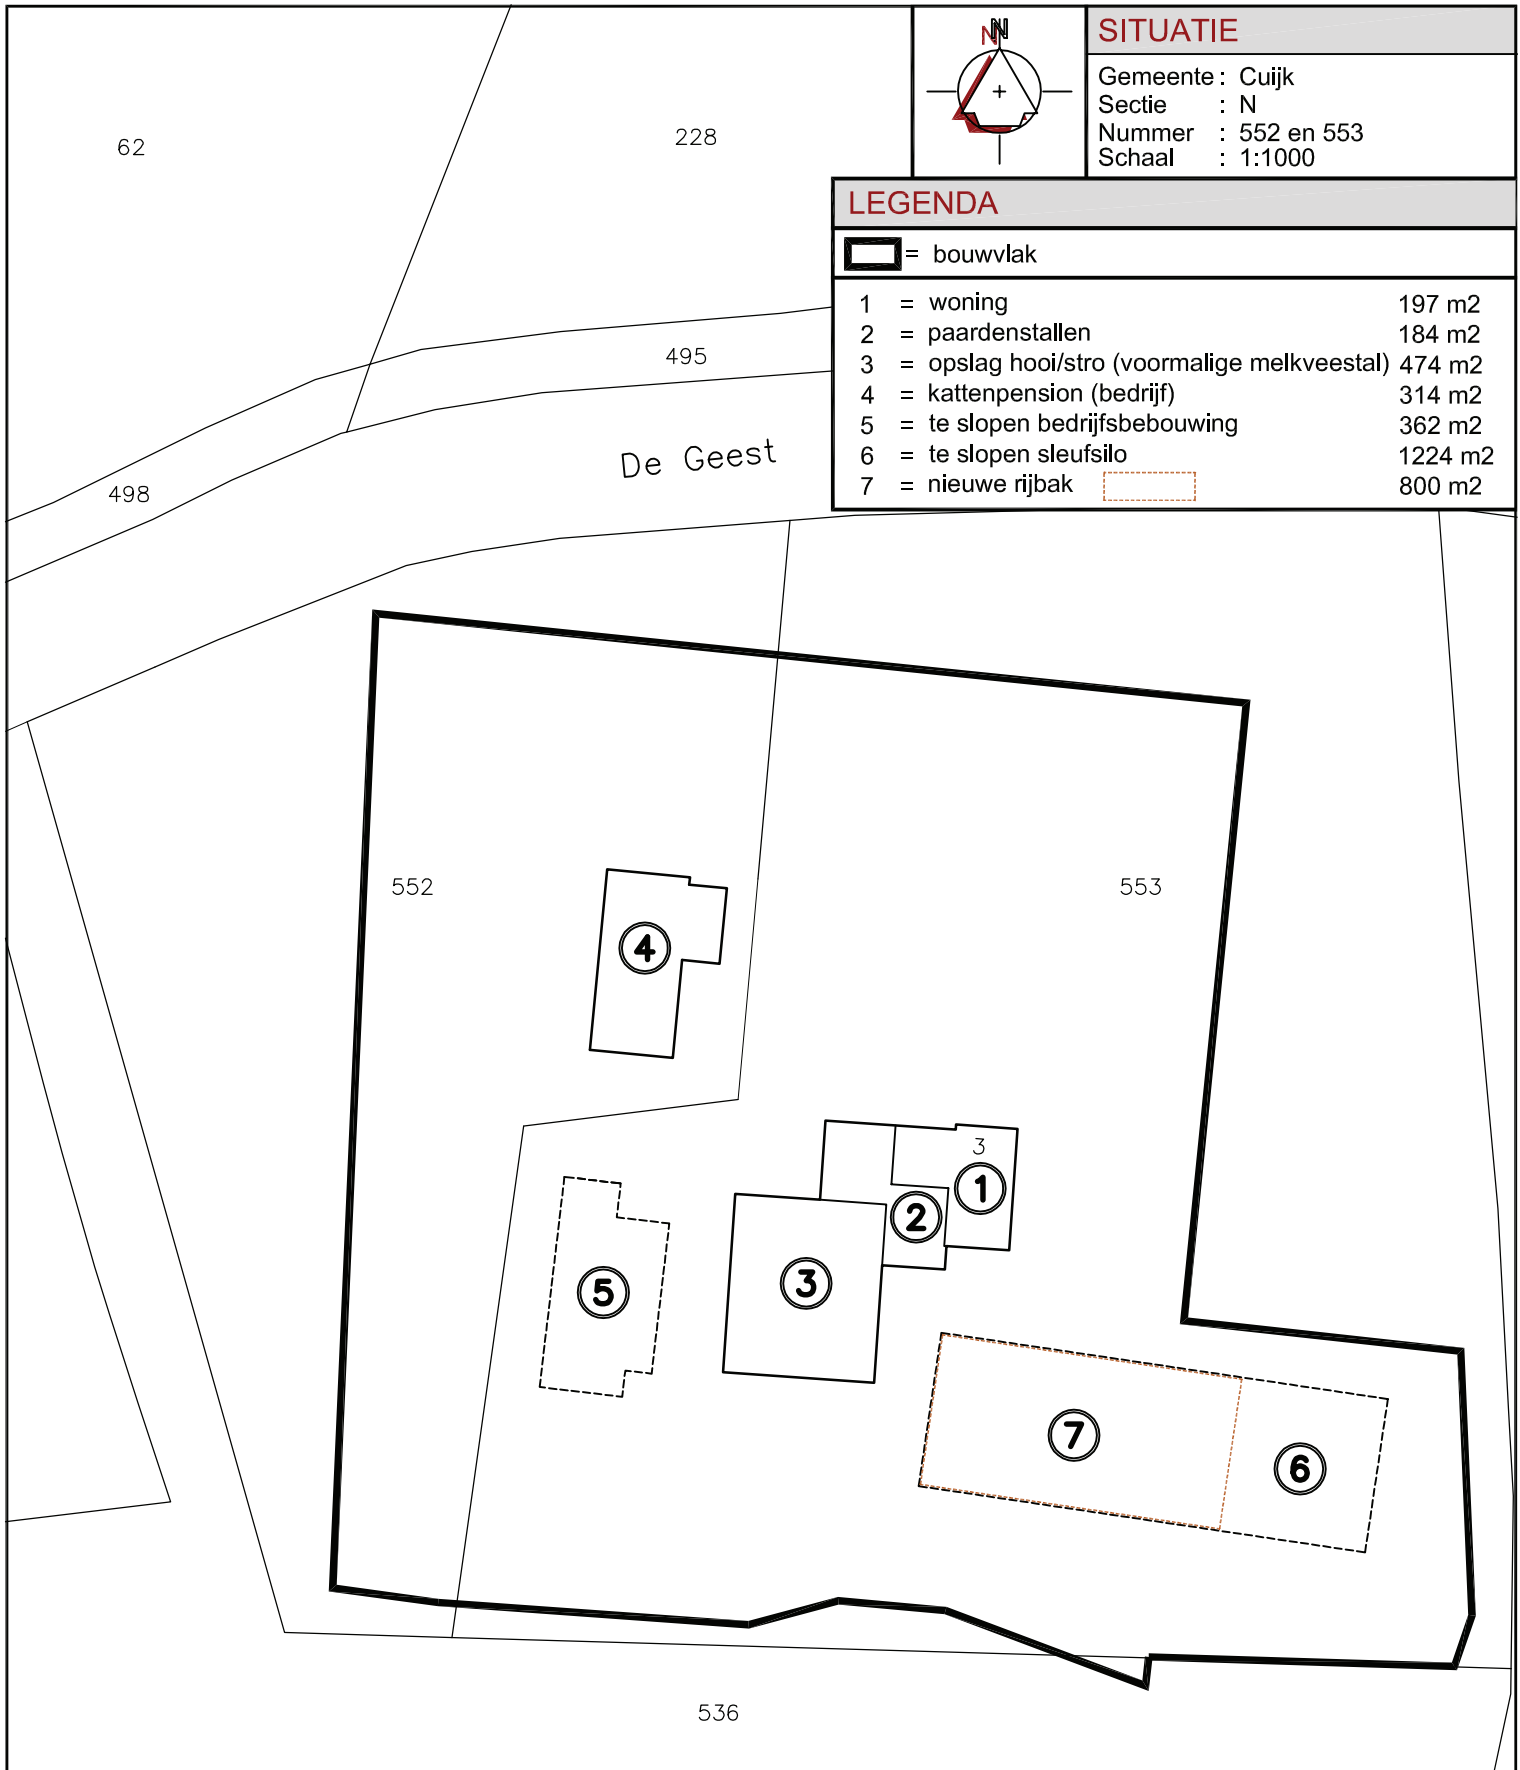 N
SITUATIE
Gemeente : Cuijk
Sectie : N
Nummer : 552 en 553
Schaal : 1:1000
LEGENDA
= bouwvlak
1 = woning 197 m2
2 = paardenstallen 184 m2
3 = opslag hooi/stro (voormalige melkveestal) 474 m2
4 = kattenpension (bedrijf) 314 m2
5 = te slopen bedrijfsbebouwing 362 m2
6 = te slopen sleufsilo 1224 m2
7 = nieuwe rijbak 800 m2
62
228
495
De Geest
498
552
553
4
3
1
2
3
5
7
6
536